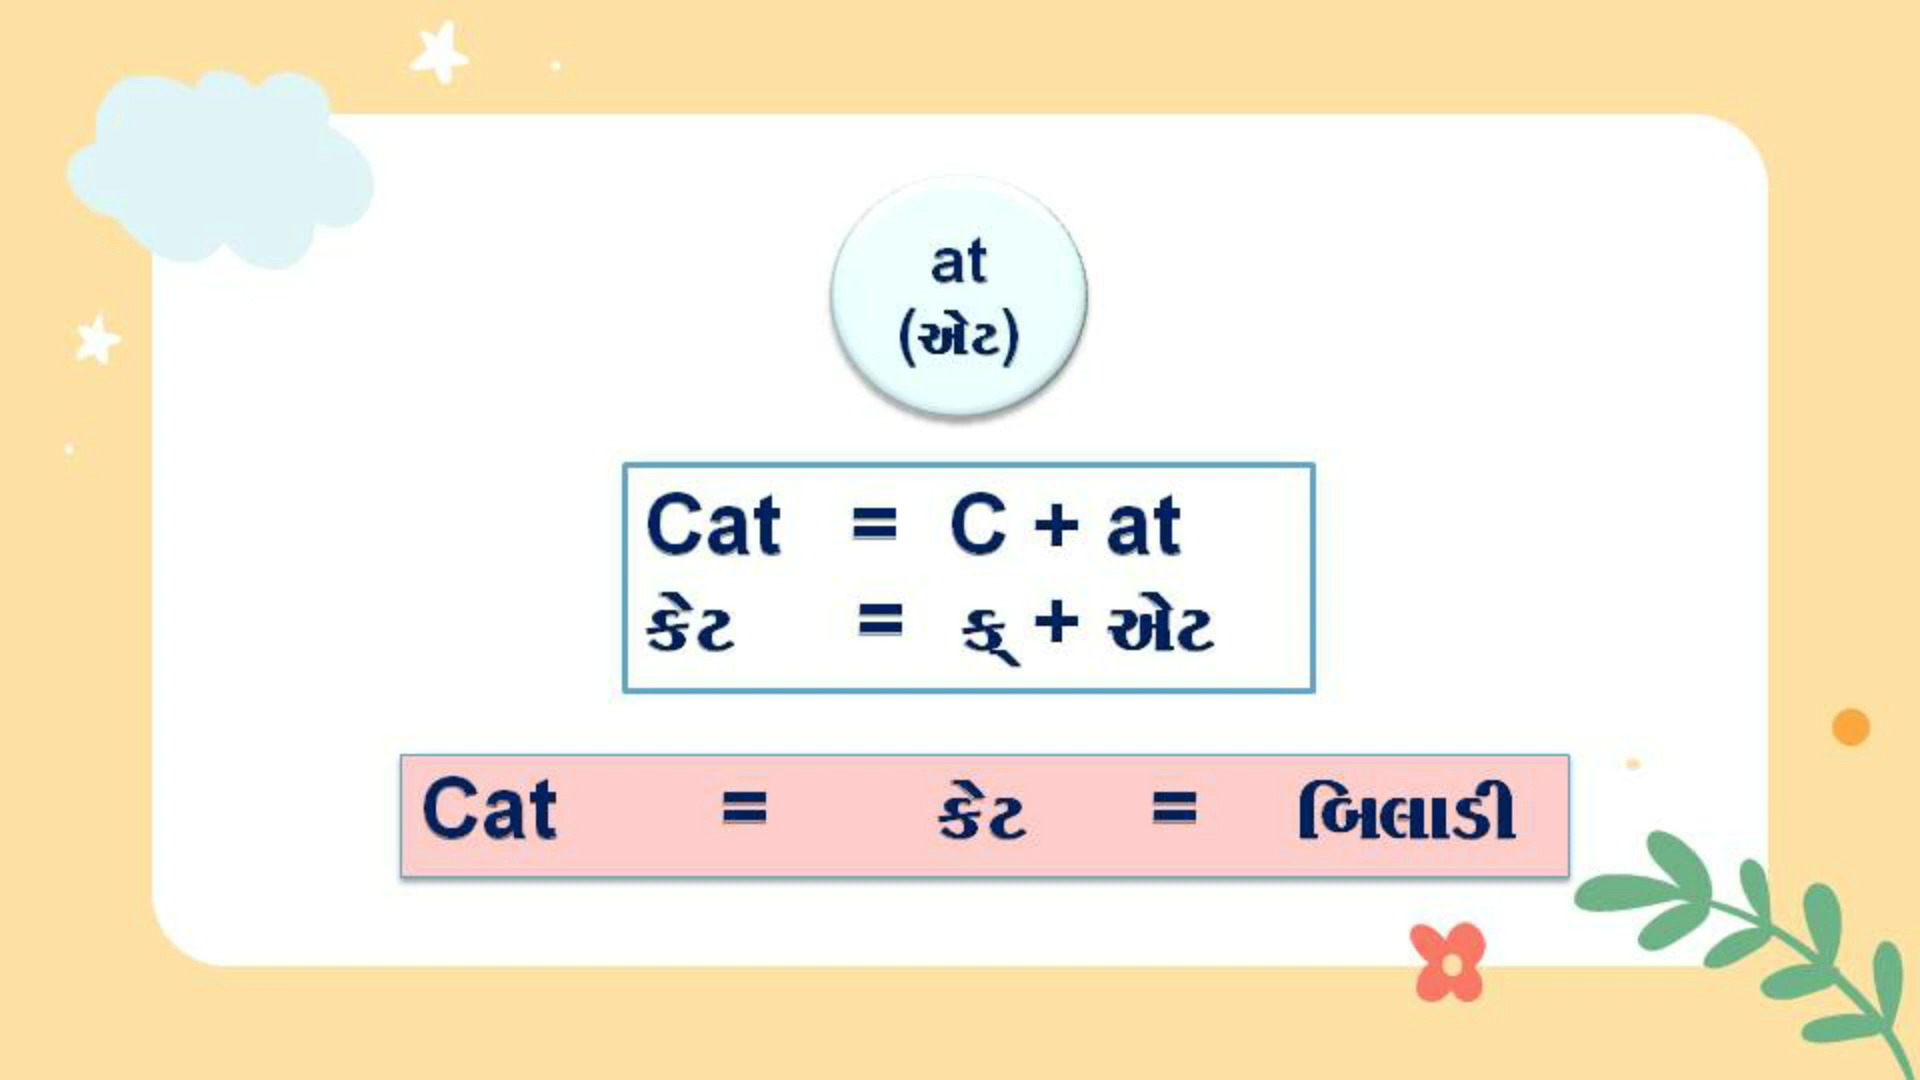 at
(એટ)
Cat = C + at
કેટ = ક્ + એટ
Cat = કેટ = બિલાડી